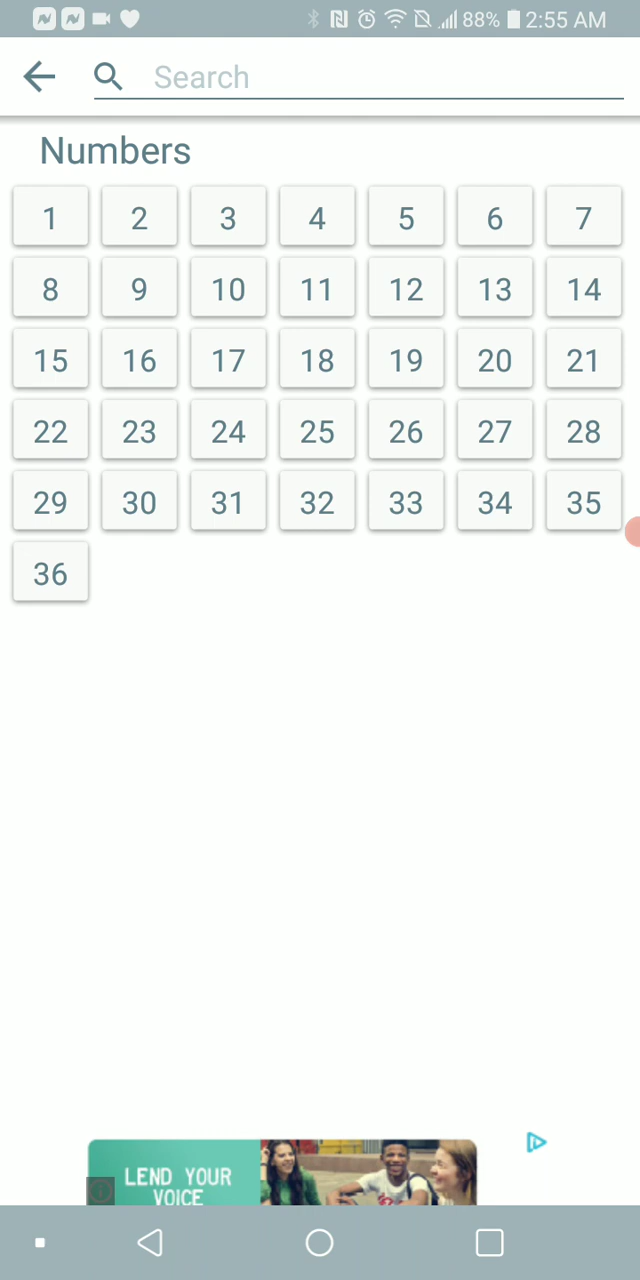 88% 2:55 AM
Search
Numbers
1 2 3 4 5 6 7
8 9 10 11 12 13 14
15 16 17 18 19 20 21
22 23 24 25 26 27 28
29 30 31 32 33 34 35
36
LEND YOUR
VOICE